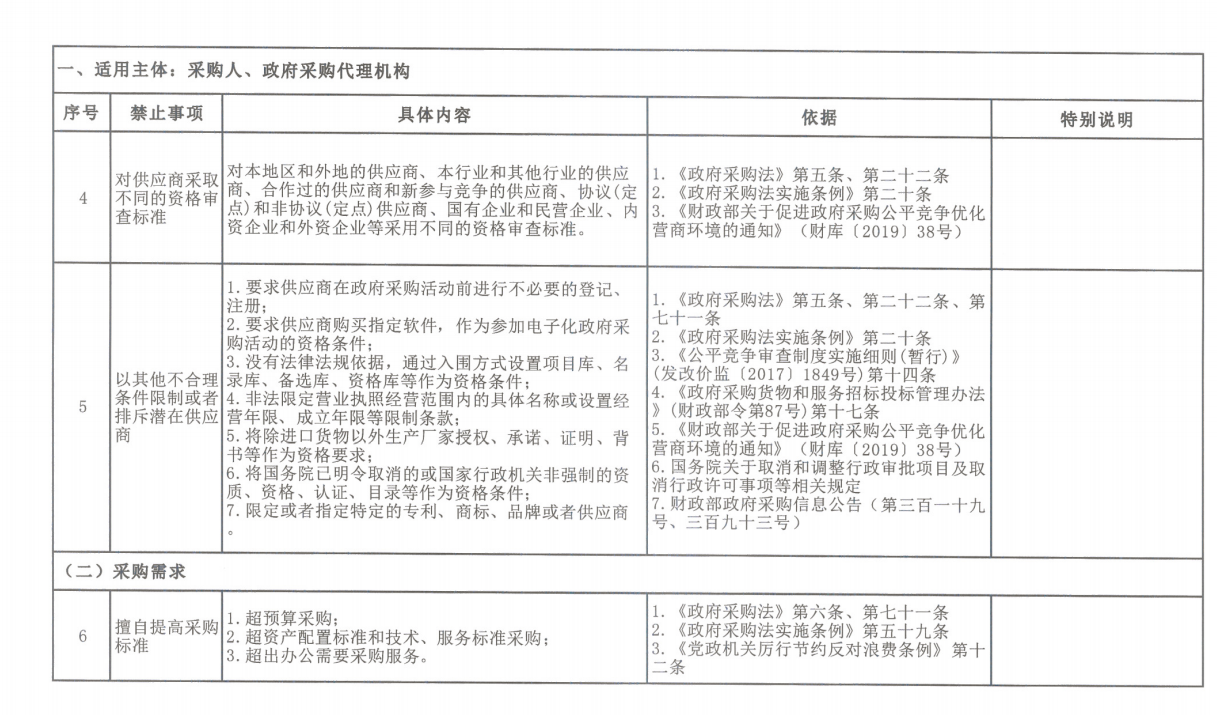 一、适用主体：采购人、政府采购代理机构
序号 禁止事项 具体内容 依据 特别说明
4
对供应商采取
不同的资格审
查标准
对本地区和外地的供应商、本行业和其他行业的供应
商、合作过的供应商和新参与竞争的供应商、协议(定
点)和非协议(定点)供应商、国有企业和民营企业、内
资企业和外资企业等采用不同的资格审查标准。
1.《政府采购法》第五条、第二十二条
2.《政府采购法实施条例》第二十条
3.《财政部关于促进政府采购公平竞争优化
营商环境的通知》（财库〔2019〕38号）
5
以其他不合理
条件限制或者
排斥潜在供应
商
1.要求供应商在政府采购活动前进行不必要的登记、
注册；
2.要求供应商购买指定软件，作为参加电子化政府采
购活动的资格条件；
3.没有法律法规依据，通过入围方式设置项目库、名
录库、备选库、资格库等作为资格条件；
4.非法限定营业执照经营范围内的具体名称或设置经
营年限、成立年限等限制条款；
5.将除进口货物以外生产厂家授权、承诺、证明、背
书等作为资格要求；
6.将国务院已明令取消的或国家行政机关非强制的资
质、资格、认证、目录等作为资格条件；
7.限定或者指定特定的专利、商标、品牌或者供应商
。
1.《政府采购法》第五条、第二十二条、第
七十一条
2.《政府采购法实施条例》第二十条
3.《公平竞争审查制度实施细则(暂行)》
(发改价监〔2017〕1849号)第十四条
4.《政府采购货物和服务招标投标管理办法
》(财政部令第87号)第十七条
5.《财政部关于促进政府采购公平竞争优化
营商环境的通知》（财库〔2019〕38号）
6.国务院关于取消和调整行政审批项目及取
消行政许可事项等相关规定
7.财政部政府采购信息公告（第三百一十九
号、三百九十三号）
（二）采购需求
6
擅自提高采购
标准
1.超预算采购；
2.超资产配置标准和技术、服务标准采购；
3.超出办公需要采购服务。
1.《政府采购法》第六条、第七十一条
2.《政府采购法实施条例》第五十九条
3.《党政机关厉行节约反对浪费条例》第十
二条